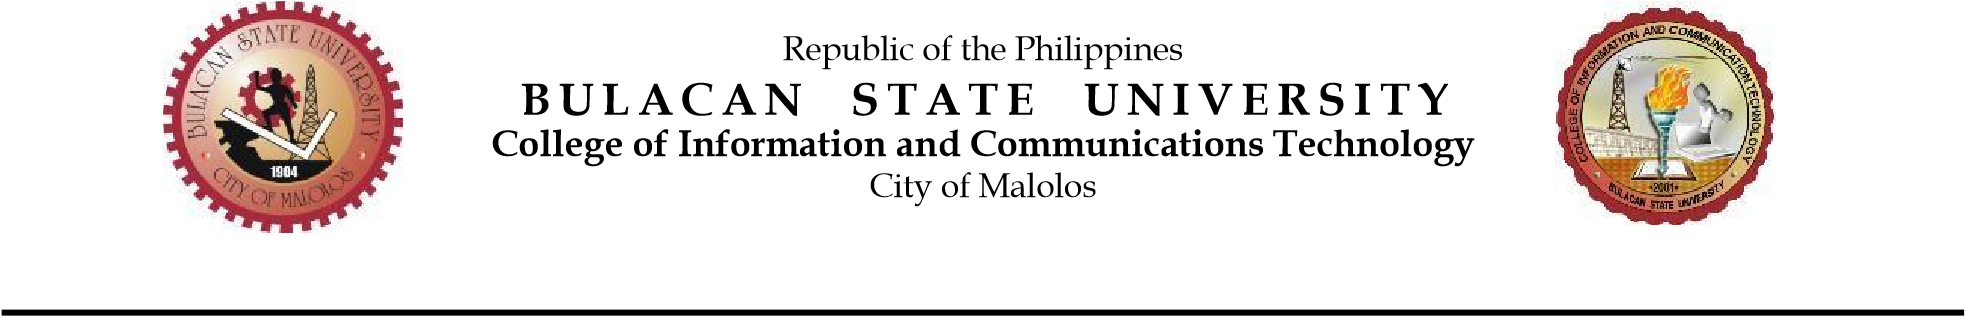 BULACAN STATE UNIVERSITY
1904
CITY OF MALOLOS
Republic of the Philippines
BULACAN STATE UNIVERSITY
College of Information and Communications Technology
City of Malolos
COLLEGE OF INFORMATION AND COMMUNICATION TECHNOLOGY
•2001•
BULACAN STATE UNIVERSITY